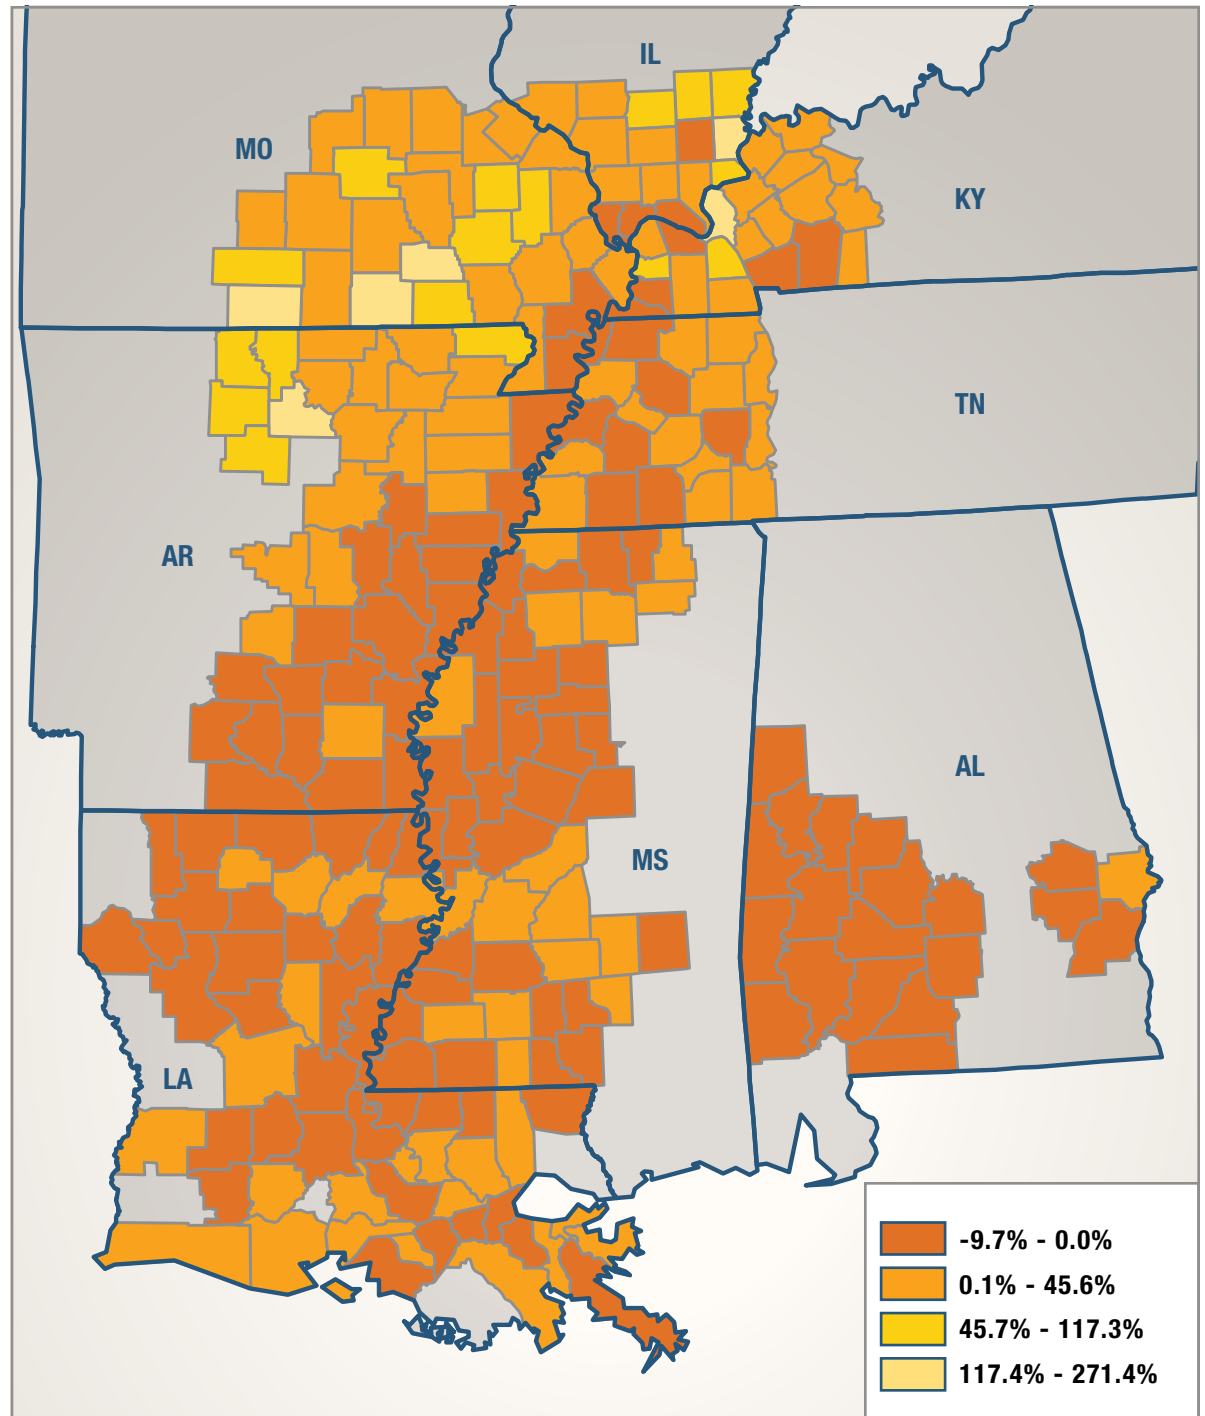 IL
MO
KY
TN
AR
AL
MS
LA
-9.7% - 0.0%
0.1% - 45.6%
45.7% - 117.3%
117.4% - 271.4%